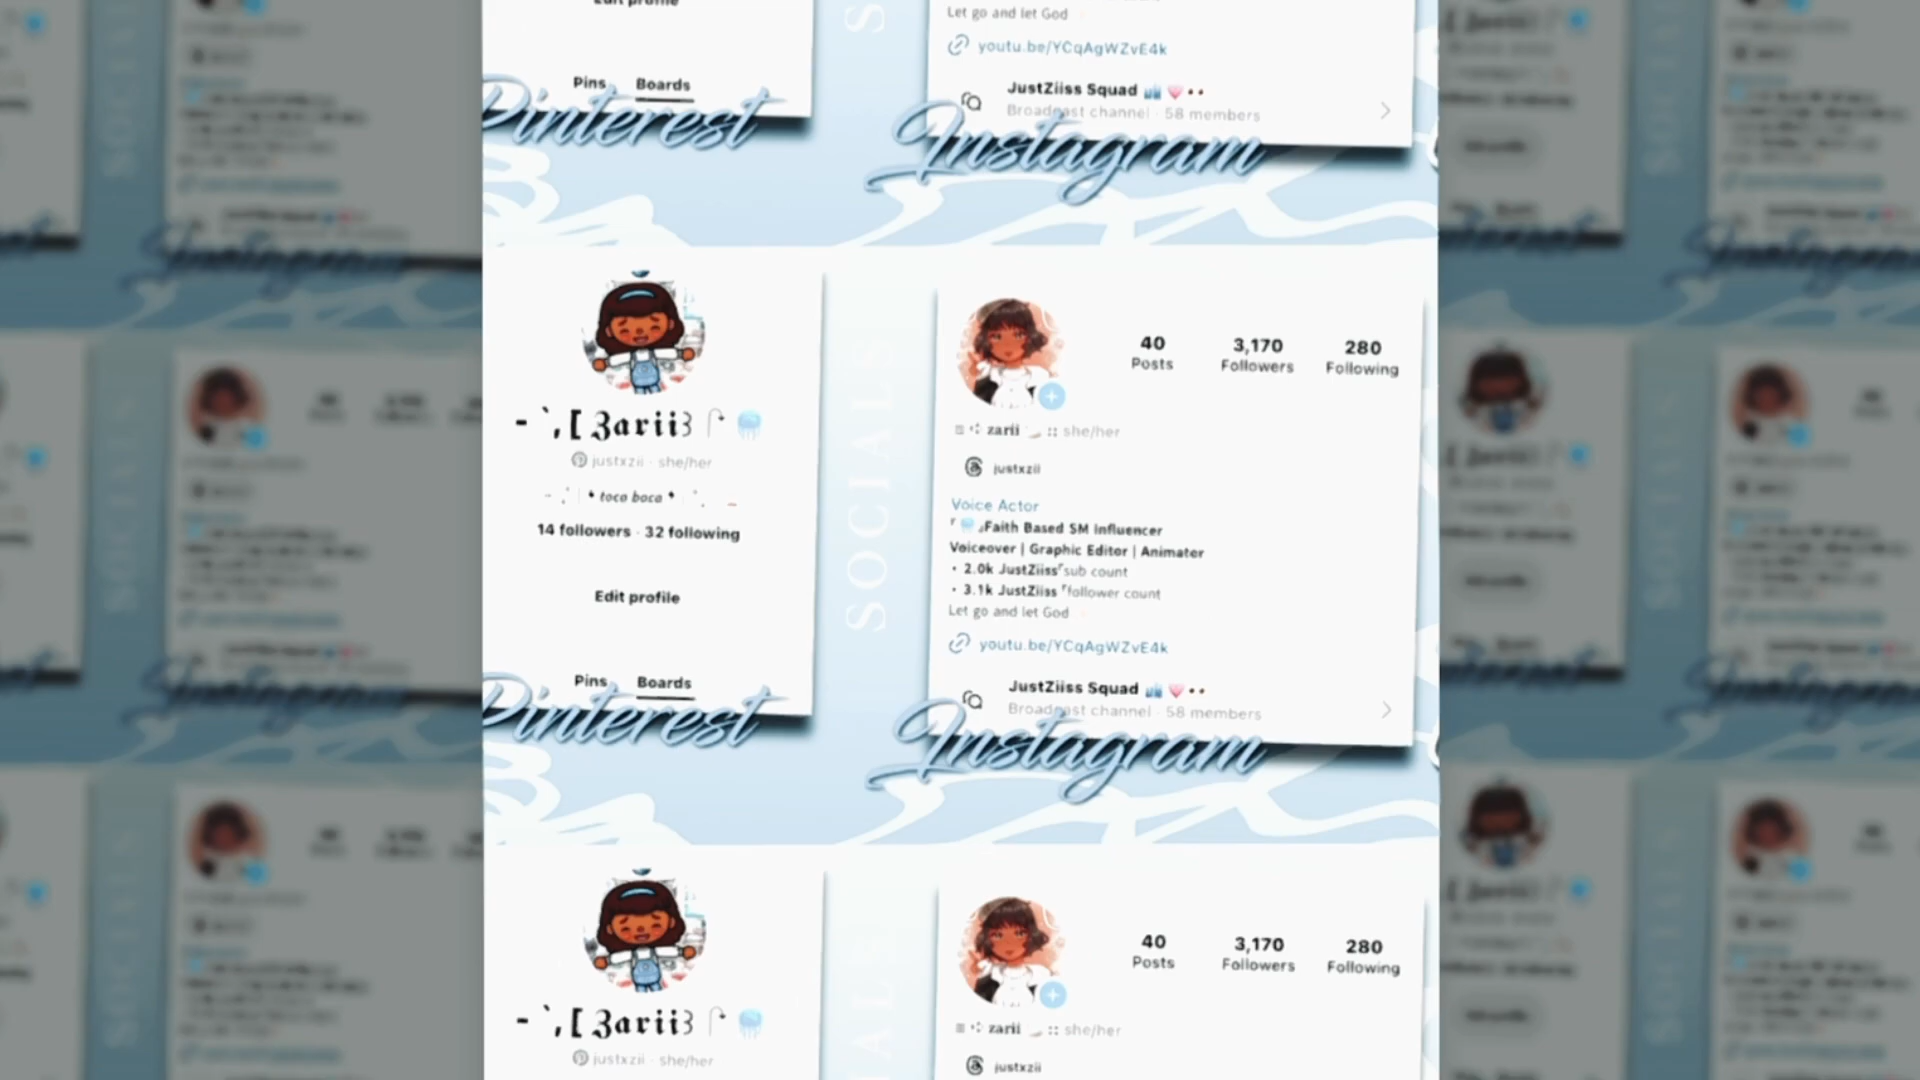 Edit profile
Pins Boards
Pinterest
Let go and let God
youtu.be/YCqAgWZvE4k
JustZiiss Squad
Broadcast channel · 58 members
Instagram
- `, [ Zarii
justxzii · she/her
toca boca
14 followers · 32 following
Edit profile
Pins Boards
Pinterest
SOCIALS
40 3,170 280
Posts Followers Following
zarii :: she/her
justxzii
Voice Actor
Faith Based SM Influencer
Voiceover | Graphic Editor | Animator
• 2.0k JustZiiss「sub count
• 3.1k JustZiiss「follower count
Let go and let God
youtu.be/YCqAgWZvE4k
JustZiiss Squad
Broadcast channel · 58 members
Instagram
- `, [ Zarii
justxzii · she/her
40 3,170 280
Posts Followers Following
zarii :: she/her
justxzii